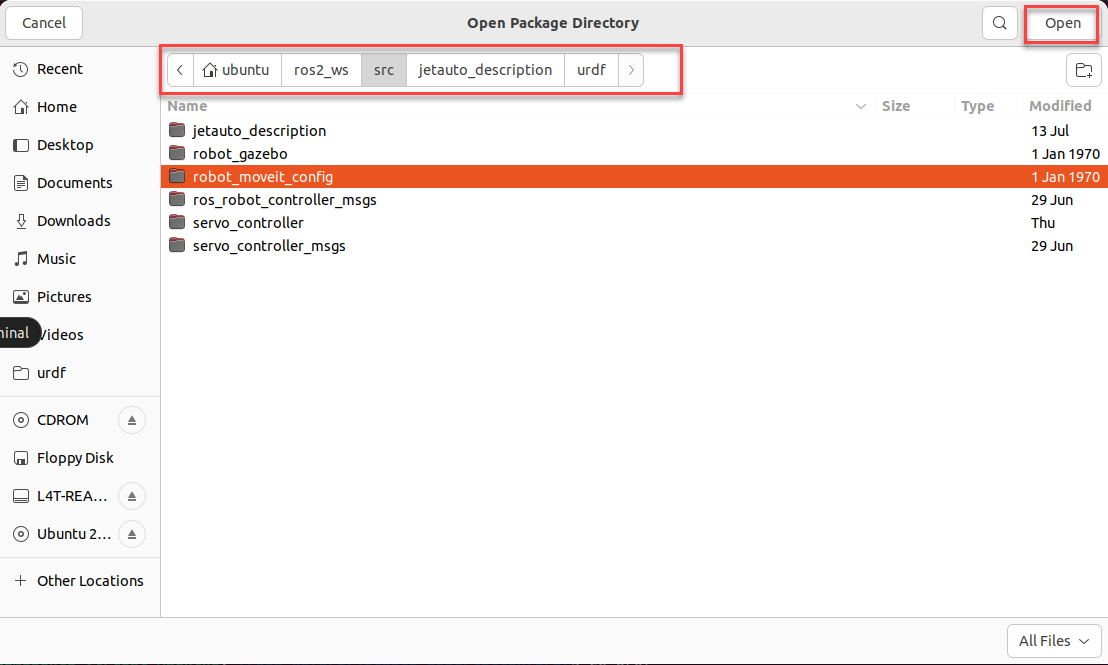 Cancel Open Package Directory Open
ubuntu ros2_ws src jetauto_description urdf
Recent
Home
Desktop
Documents
Downloads
Music
Pictures
Videos
urdf
CDROM
Floppy Disk
L4T-REA...
Ubuntu 2...
Other Locations
Name Size Type Modified
jetauto_description 13 Jul
robot_gazebo 1 Jan 1970
robot_moveit_config 1 Jan 1970
ros_robot_controller_msgs 29 Jun
servo_controller Thu
servo_controller_msgs 29 Jun
All Files